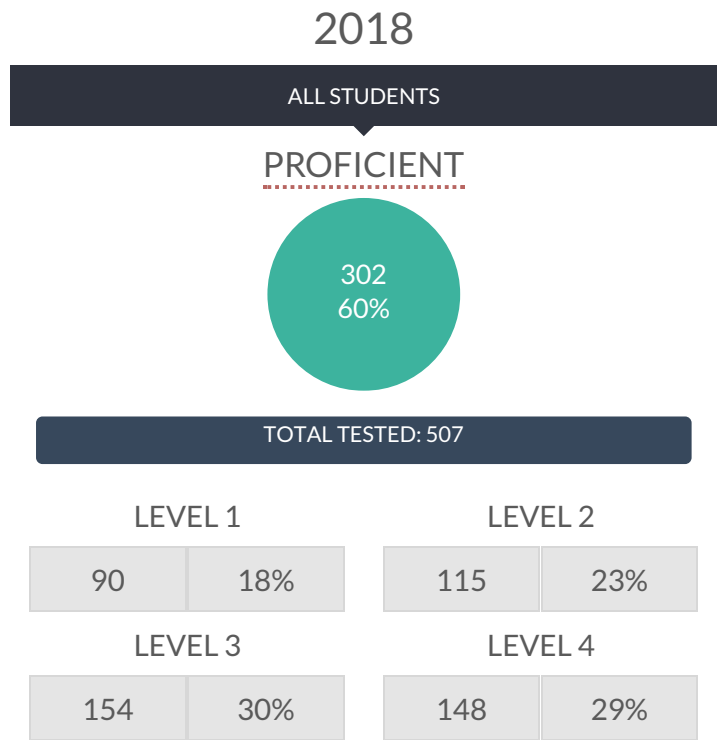 2018
ALL STUDENTS
PROFICIENT
302
60%
TOTAL TESTED: 507
LEVEL 1 LEVEL 2
90 18% 115 23%
LEVEL 3 LEVEL 4
154 30% 148 29%